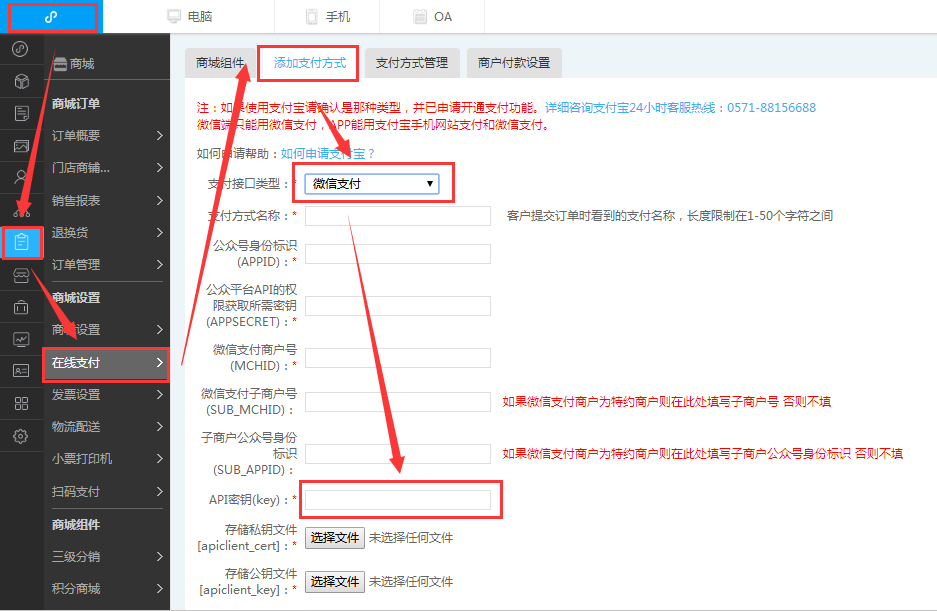 电脑
手机
OA
商城
商城订单
订单概要
门店商铺...
销售报表
退换货
订单管理
商城设置
商城设置
在线支付
发票设置
物流配送
小票打印机
扫码支付
商城组件
三级分销
积分商城
商城组件
添加支付方式
支付方式管理
商户付款设置
注：如果使用支付宝请确认是那种类型，并已申请开通支付功能。详细咨询支付宝24小时客服热线：0571-88156688
微信端只能用微信支付，APP能用支付宝手机网站支付和微信支付。
如何申请帮助：如何申请支付宝？
支付接口类型：*
微信支付
支付方式名称：*
客户提交订单时看到的支付名称，长度限制在1-50个字符之间
公众号身份标识
(APPID)：*
公众平台API的权
限获取所需密钥
(APPSECRET)：*
微信支付商户号
(MCHID)：*
微信支付子商户号
(SUB_MCHID)：
如果微信支付商户为特约商户则在此处填写子商户号 否则不填
子商户公众号身份
标识
(SUB_APPID)：
如果微信支付商户为特约商户则在此处填写子商户公众号身份标识 否则不填
API密钥(key)：*
存储私钥文件
[apiclient_cert]：*
选择文件 未选择任何文件
存储公钥文件
[apiclient_key]：*
选择文件 未选择任何文件